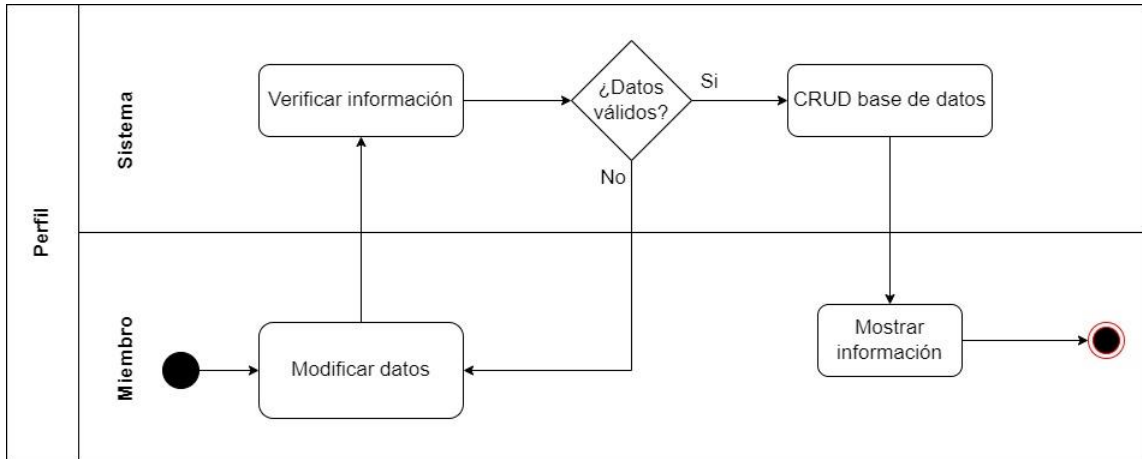 Perfil
Sistema
Verificar información
¿Datos
válidos?
Si
No
CRUD base de datos
Miembro
Modificar datos
Mostrar
información